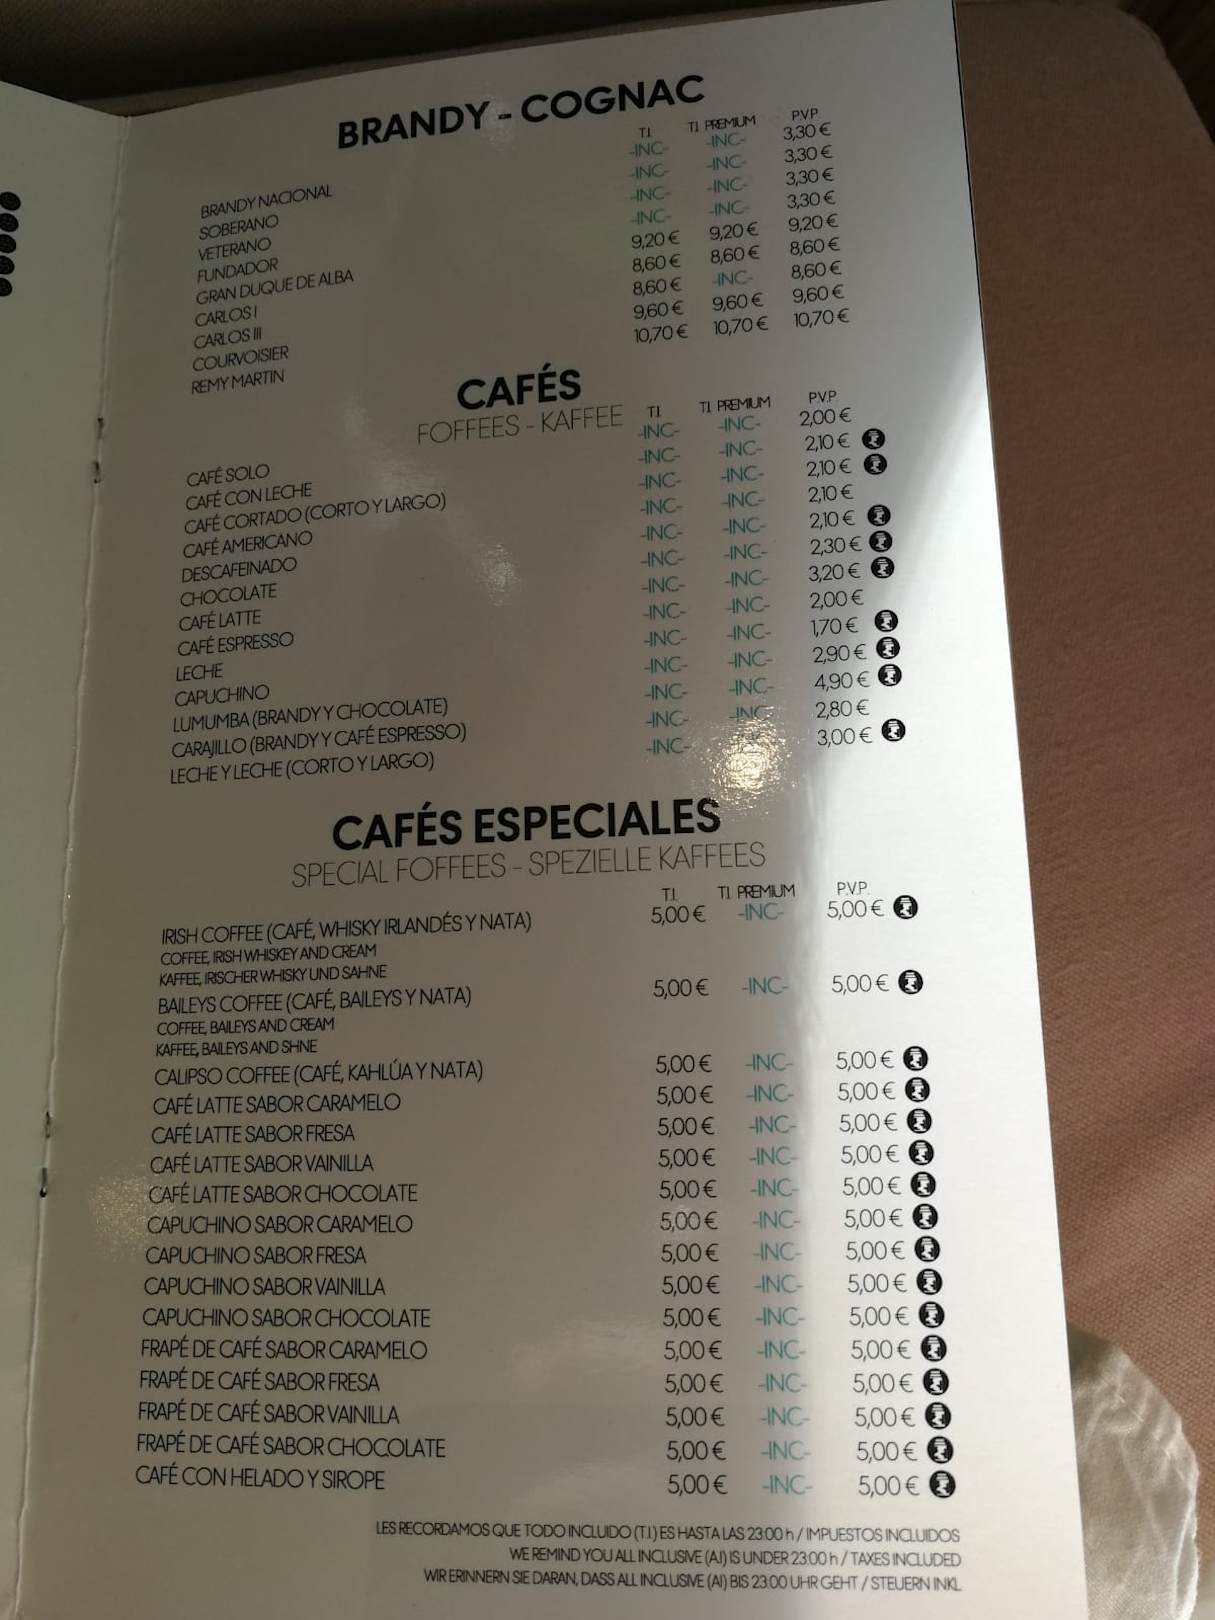 BRANDY - COGNAC
T.I. T.I. PREMIUM P.V.P.
BRANDY NACIONAL -INC- -INC- 3,30 €
SOBERANO -INC- -INC- 3,30 €
VETERANO -INC- -INC- 3,30 €
FUNDADOR -INC- -INC- 3,30 €
GRAN DUQUE DE ALBA 9,20 € 9,20 € 9,20 €
CARLOS I 8,60 € 8,60 € 8,60 €
CARLOS III 8,60 € -INC- 8,60 €
COURVOISIER 9,60 € 9,60 € 9,60 €
REMY MARTIN 10,70 € 10,70 € 10,70 €
CAFÉS
FOFFEES - KAFFEE
T.I. T.I. PREMIUM P.V.P.
CAFÉ SOLO -INC- -INC- 2,00 €
CAFÉ CON LECHE -INC- -INC- 2,10 €
CAFÉ CORTADO (CORTO Y LARGO) -INC- -INC- 2,10 €
CAFÉ AMERICANO -INC- -INC- 2,10 €
DESCAFEINADO -INC- -INC- 2,10 €
CHOCOLATE -INC- -INC- 2,30 €
CAFÉ LATTE -INC- -INC- 3,20 €
CAFÉ ESPRESSO -INC- -INC- 2,00 €
LECHE -INC- -INC- 1,70 €
CAPUCHINO -INC- -INC- 2,90 €
LUMUMBA (BRANDY Y CHOCOLATE) -INC- -INC- 4,90 €
CARAJILLO (BRANDY Y CAFÉ ESPRESSO) -INC- -INC- 2,80 €
LECHE Y LECHE (CORTO Y LARGO) -INC- 3,00 €
CAFÉS ESPECIALES
SPECIAL FOFFEES - SPEZIELLE KAFFEES
T.I. T.I. PREMIUM P.V.P.
IRISH COFFEE (CAFÉ, WHISKY IRLANDÉS Y NATA) 5,00 € -INC- 5,00 €
COFFEE, IRISH WHISKEY AND CREAM
KAFFEE, IRISCHER WHISKY UND SAHNE
BAILEYS COFFEE (CAFÉ, BAILEYS Y NATA) 5,00 € -INC- 5,00 €
COFFEE, BAILEYS AND CREAM
KAFFEE, BAILEYS AND SHNE
CALIPSO COFFEE (CAFÉ, KAHLÚA Y NATA) 5,00 € -INC- 5,00 €
CAFÉ LATTE SABOR CARAMELO 5,00 € -INC- 5,00 €
CAFÉ LATTE SABOR FRESA 5,00 € -INC- 5,00 €
CAFÉ LATTE SABOR VAINILLA 5,00 € -INC- 5,00 €
CAFÉ LATTE SABOR CHOCOLATE 5,00 € -INC- 5,00 €
CAPUCHINO SABOR CARAMELO 5,00 € -INC- 5,00 €
CAPUCHINO SABOR FRESA 5,00 € -INC- 5,00 €
CAPUCHINO SABOR VAINILLA 5,00 € -INC- 5,00 €
CAPUCHINO SABOR CHOCOLATE 5,00 € -INC- 5,00 €
FRAPÉ DE CAFÉ SABOR CARAMELO 5,00 € -INC- 5,00 €
FRAPÉ DE CAFÉ SABOR FRESA 5,00 € -INC- 5,00 €
FRAPÉ DE CAFÉ SABOR VAINILLA 5,00 € -INC- 5,00 €
FRAPÉ DE CAFÉ SABOR CHOCOLATE 5,00 € -INC- 5,00 €
CAFÉ CON HELADO Y SIROPE 5,00 € -INC- 5,00 €
LES RECORDAMOS QUE TODO INCLUIDO (T.I.) ES HASTA LAS 23:00 h / IMPUESTOS INCLUIDOS
WE REMIND YOU ALL INCLUSIVE (A.I) IS UNDER 23:00 h / TAXES INCLUDED
WIR ERINNERN SIE DARAN, DASS ALL INCLUSIVE (AI) BIS 23:00 UHR GEHT / STEUERN INKL